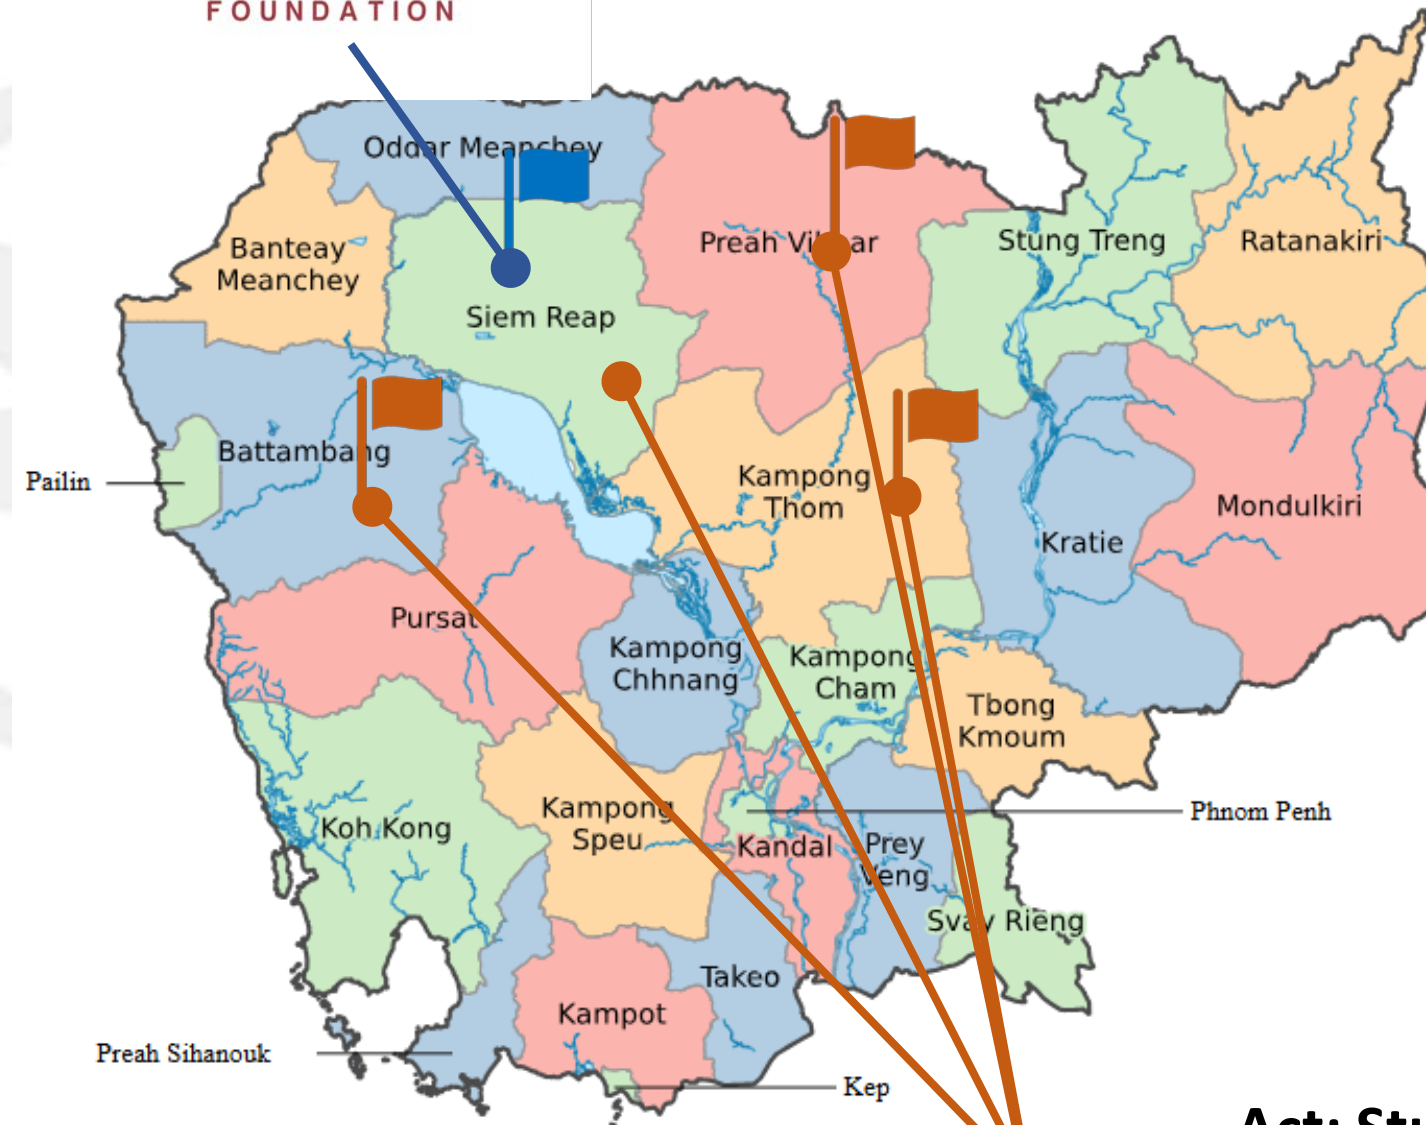 FOUNDATION
Oddar Meanchey
Banteay
Meanchey
Siem Reap
Preah Vihear
Stung Treng
Ratanakiri
Battambang
Pailin
Kampong
Thom
Kratie
Mondulkiri
Pursat
Kampong
Chhnang
Kampong
Cham
Tbong
Kmoum
Koh Kong
Kampong
Speu
Kandal
Phnom Penh
Prey
Veng
Svay Rieng
Takeo
Kampot
Preah Sihanouk
Kep